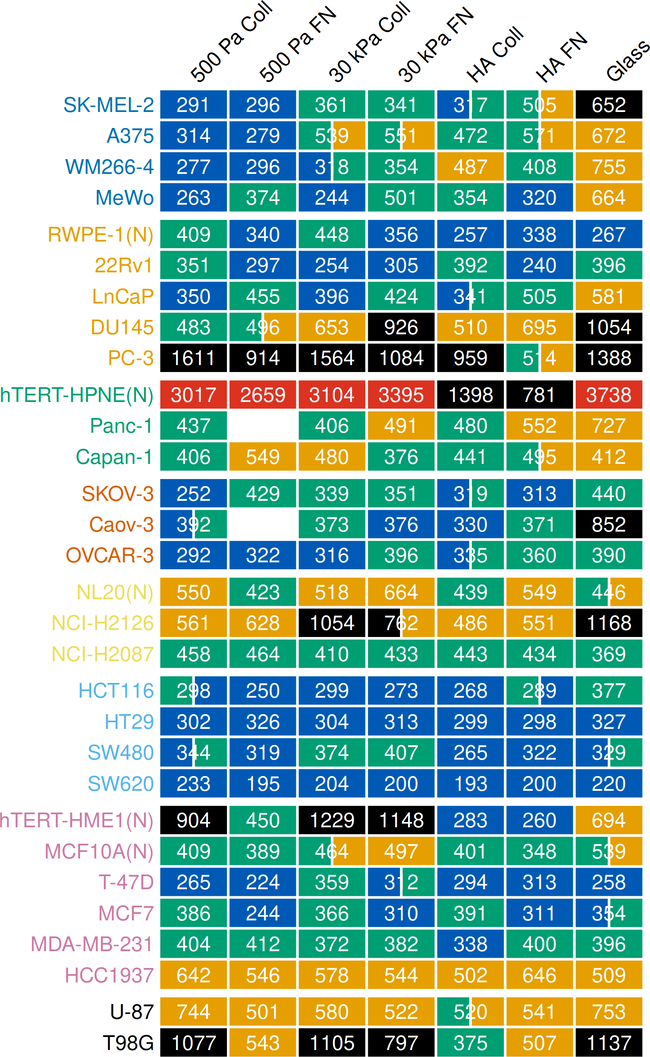 500 Pa Coll 500 Pa FN 30 kPa Coll 30 kPa FN HA Coll HA FN Glass
SK-MEL-2 291 296 361 341 317 505 652
A375 314 279 539 551 472 571 672
WM266-4 277 296 318 354 487 408 755
MeWo 263 374 244 501 354 320 664
RWPE-1(N) 409 340 448 356 257 338 267
22Rv1 351 297 254 305 392 240 396
LnCaP 350 455 396 424 341 505 581
DU145 483 496 653 926 510 695 1054
PC-3 1611 914 1564 1084 959 514 1388
hTERT-HPNE(N) 3017 2659 3104 3395 1398 781 3738
Panc-1 437 406 491 480 552 727
Capan-1 406 549 480 376 441 495 412
SKOV-3 252 429 339 351 319 313 440
Caov-3 392 373 376 330 371 852
OVCAR-3 292 322 316 396 335 360 390
NL20(N) 550 423 518 664 439 549 446
NCI-H2126 561 628 1054 762 486 551 1168
NCI-H2087 458 464 410 433 443 434 369
HCT116 298 250 299 273 268 289 377
HT29 302 326 304 313 299 298 327
SW480 344 319 374 407 265 322 329
SW620 233 195 204 200 193 200 220
hTERT-HME1(N) 904 450 1229 1148 283 260 694
MCF10A(N) 409 389 464 497 401 348 539
T-47D 265 224 359 312 294 313 258
MCF7 386 244 366 310 391 311 354
MDA-MB-231 404 412 372 382 338 400 396
HCC1937 642 546 578 544 502 646 509
U-87 744 501 580 522 520 541 753
T98G 1077 543 1105 797 375 507 1137